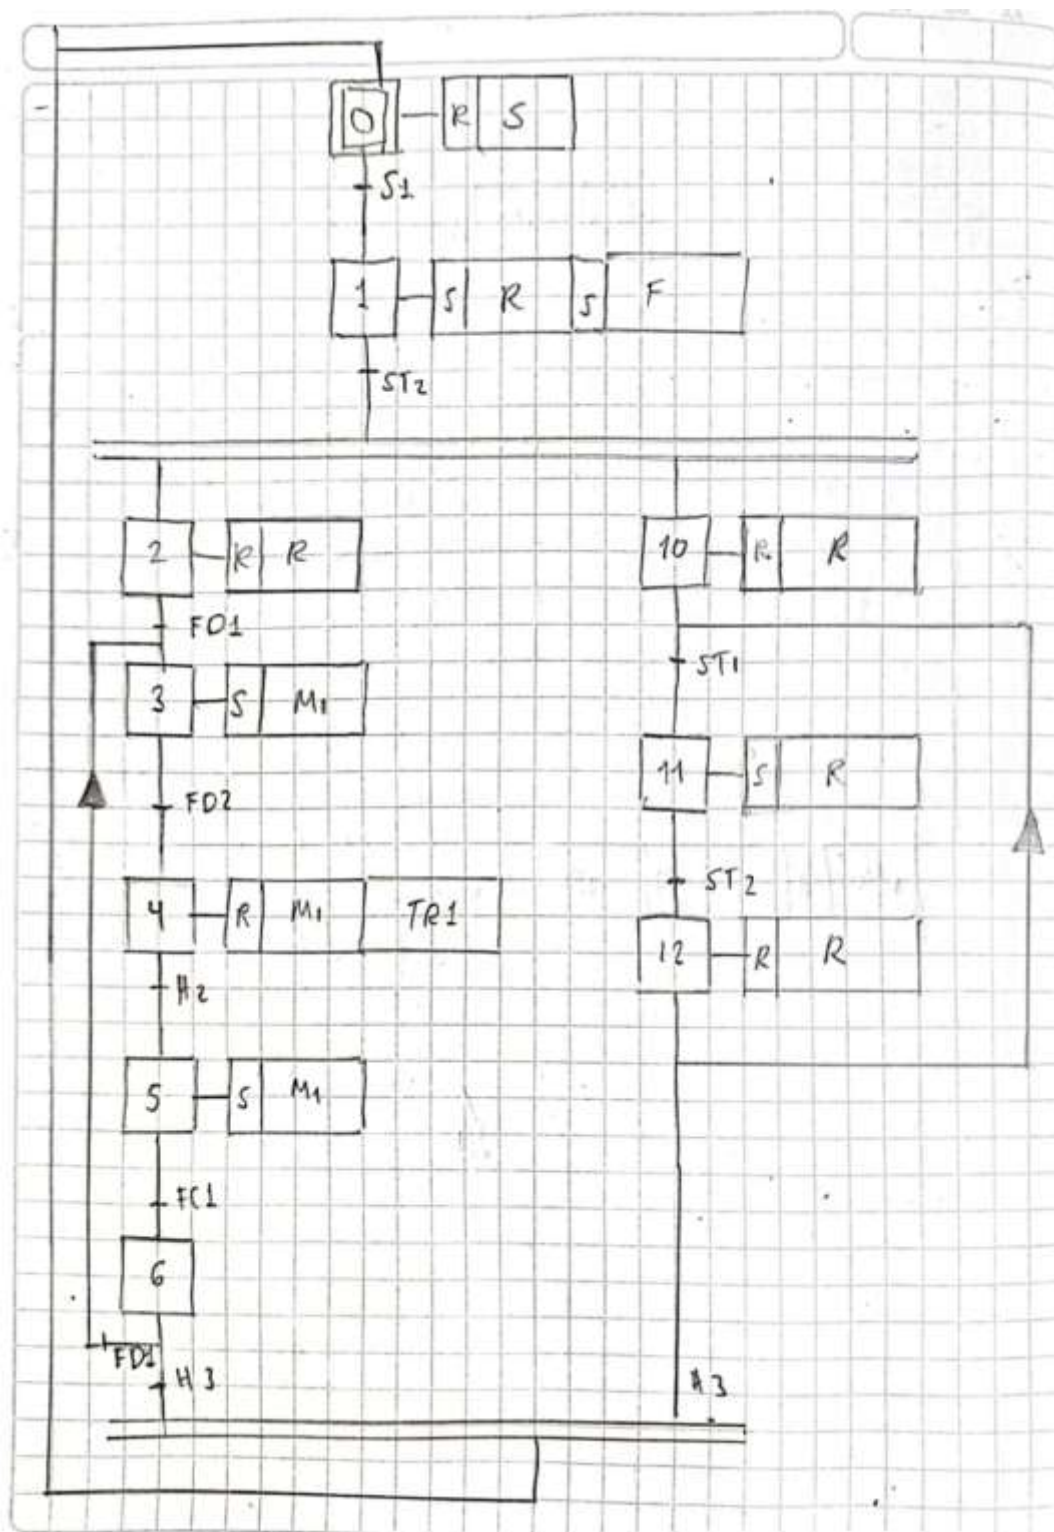 0 R S
S1
1 S R S F
ST2
2 R R 10 R R
FD1
ST1
3 S M1
11 S R
FD2
ST2
4 R M1 TR1
12 R R
H2
5 S M1
FC1
6
FD1
H3 H3